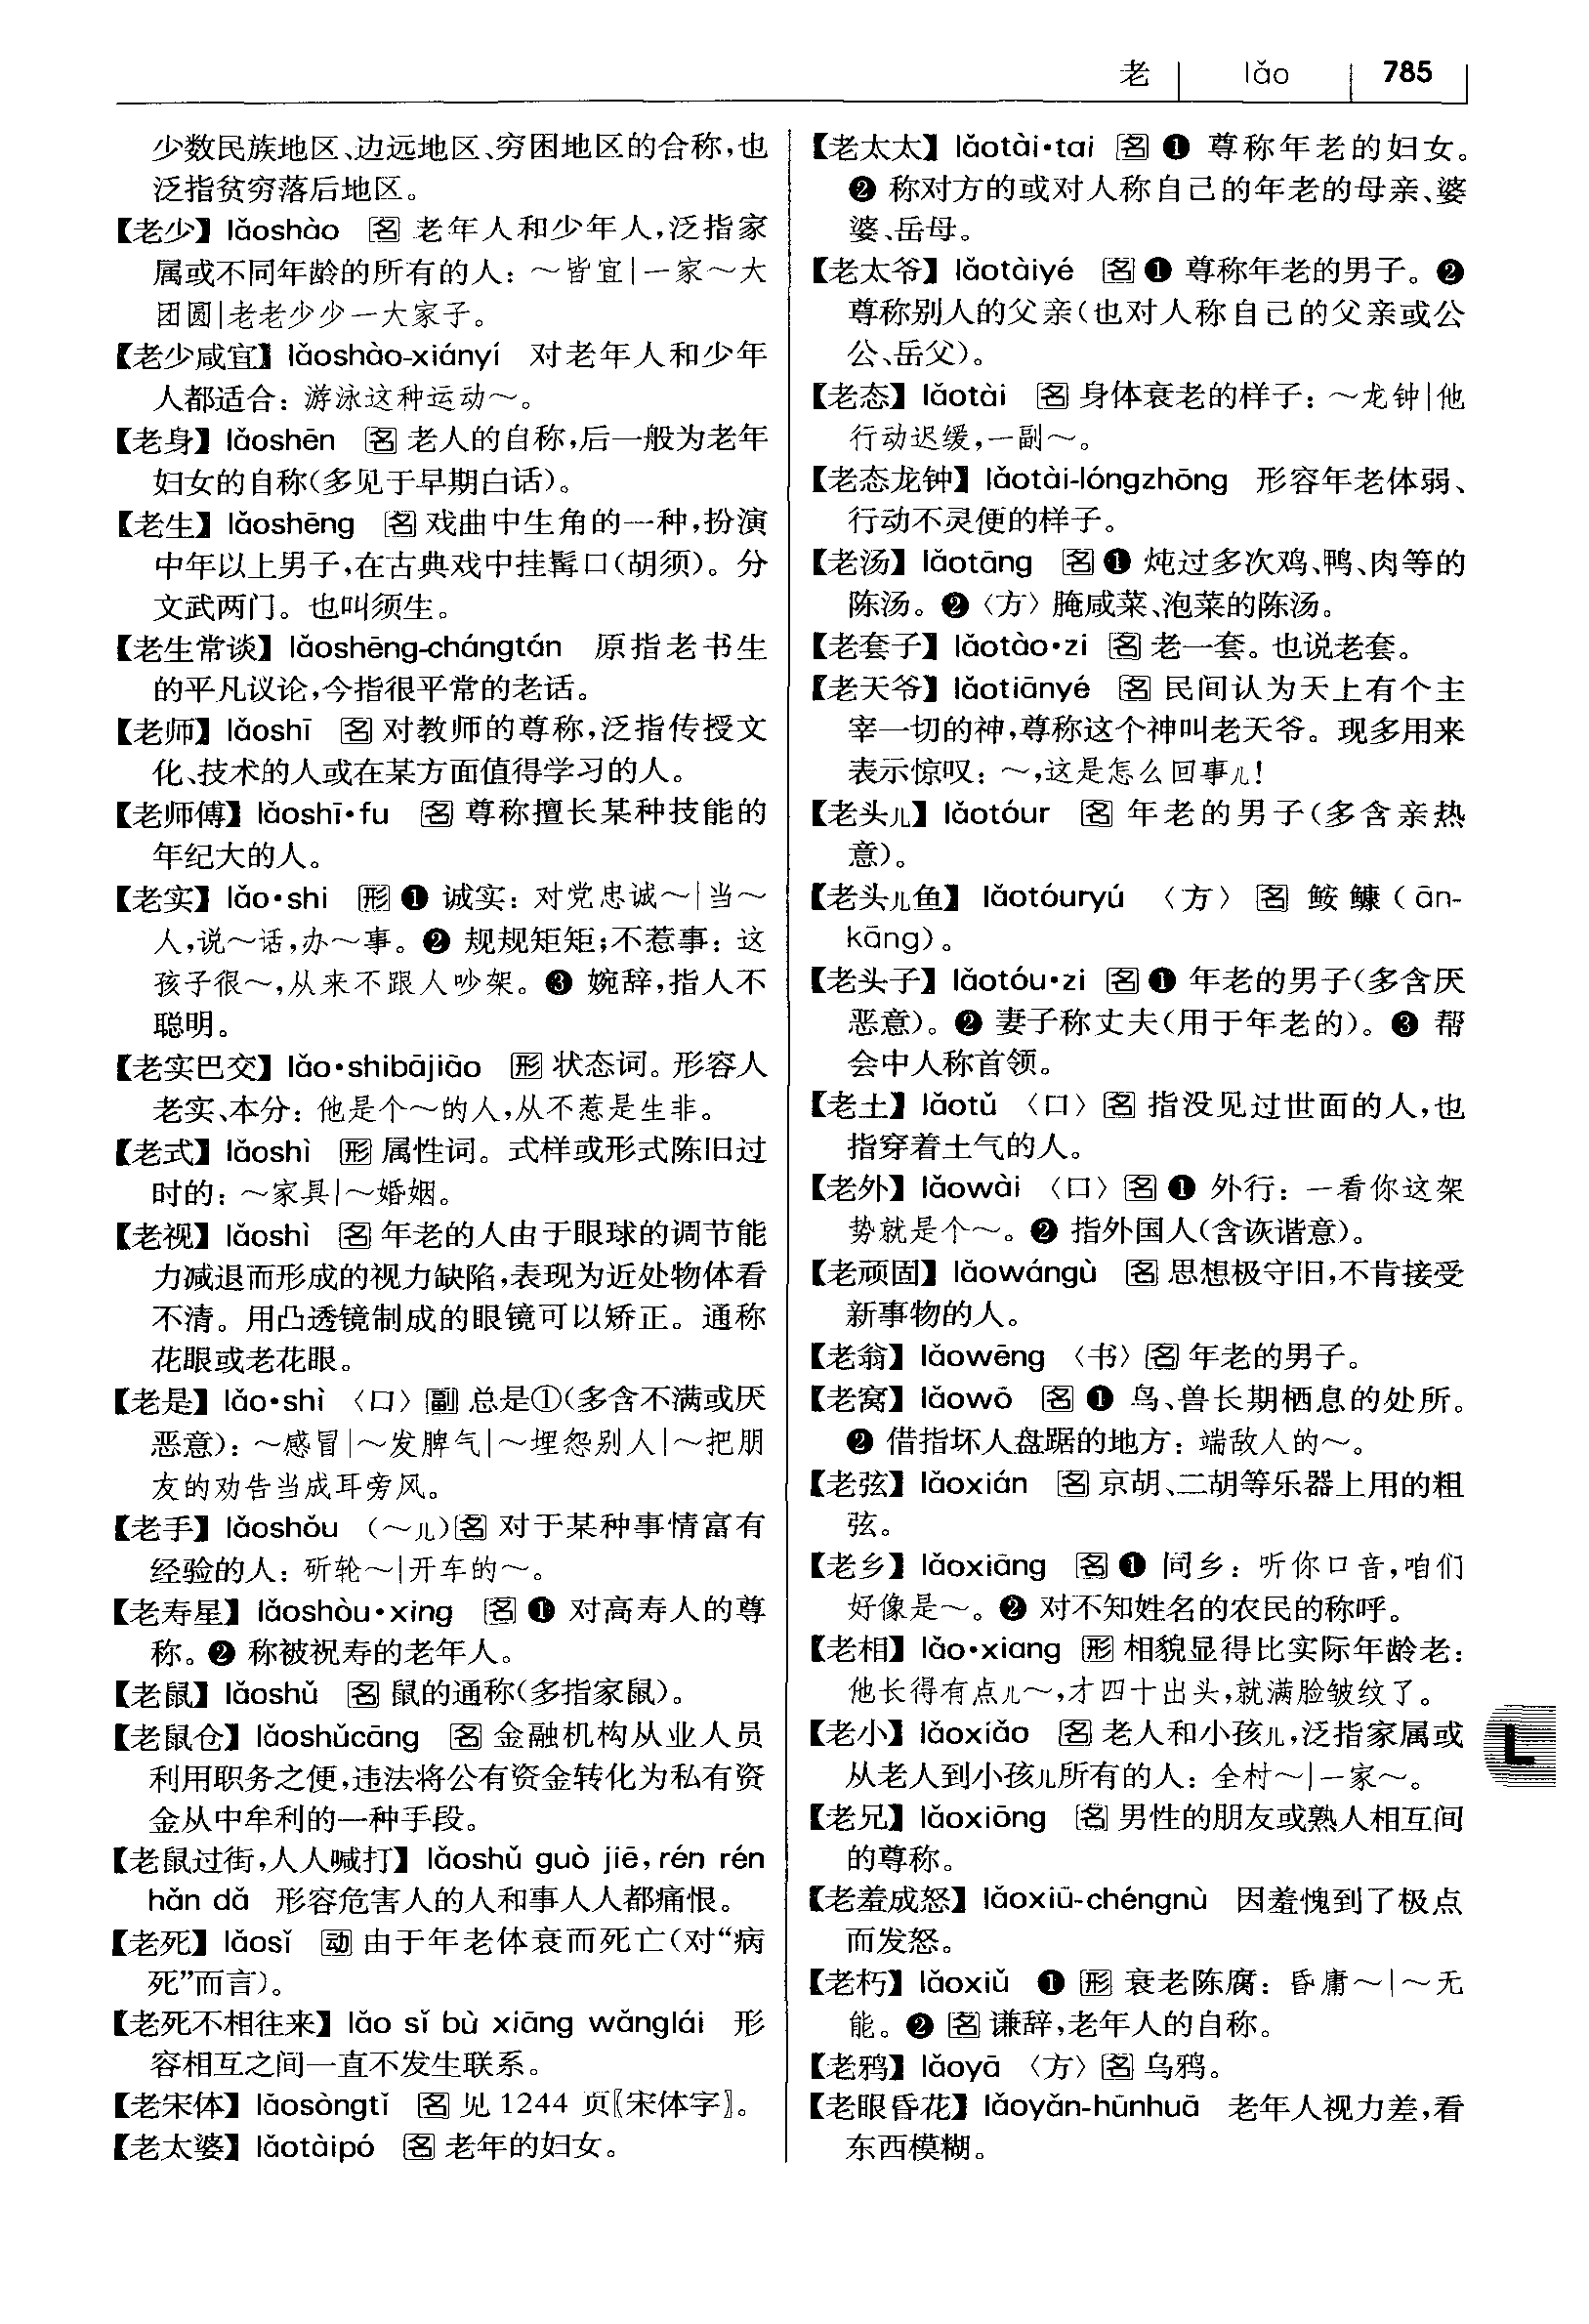 老 lǎo 785
少数民族地区、边远地区、穷困地区的合称,也
泛指贫穷落后地区。
【老少】lǎoshào 名 老年人和少年人,泛指家
属或不同年龄的所有的人:～皆宜|一家～大
团圆|老老少少一大家子。
【老少咸宜】lǎoshào-xiányí 对老年人和少年
人都适合:游泳这种运动～。
【老身】lǎoshēn 名 老人的自称,后一般为老年
妇女的自称(多见于早期白话)。
【老生】lǎoshēng 名 戏曲中生角的一种,扮演
中年以上男子,在古典戏中挂髯口(胡须)。分
文武两门。也叫须生。
【老生常谈】lǎoshēng-chángtán 原指老书生
的平凡议论,今指很平常的老话。
【老师】lǎoshī 名 对教师的尊称,泛指传授文
化、技术的人或在某方面值得学习的人。
【老师傅】lǎoshī·fu 名 尊称擅长某种技能的
年纪大的人。
【老实】lǎo·shi 形 ❶ 诚实:对党忠诚～|当～
人,说～话,办～事。❷ 规规矩矩;不惹事:这
孩子很～,从来不跟人吵架。❸ 婉辞,指人不
聪明。
【老实巴交】lǎo·shibājiāo 形 状态词。形容人
老实、本分:他是个～的人,从不惹是生非。
【老式】lǎoshì 形 属性词。式样或形式陈旧过
时的:～家具|～婚姻。
【老视】lǎoshì 名 年老的人由于眼球的调节能
力减退而形成的视力缺陷,表现为近处物体看
不清。用凸透镜制成的眼镜可以矫正。通称
花眼或老花眼。
【老是】lǎo·shì 〈口〉副 总是①(多含不满或厌
恶意):～感冒|～发脾气|～埋怨别人|～把朋
友的劝告当成耳旁风。
【老手】lǎoshǒu (～儿)名 对于某种事情富有
经验的人:斫轮～|开车的～。
【老寿星】lǎoshòu·xing 名 ❶ 对高寿人的尊
称。❷ 称被祝寿的老年人。
【老鼠】lǎoshǔ 名 鼠的通称(多指家鼠)。
【老鼠仓】lǎoshǔcāng 名 金融机构从业人员
利用职务之便,违法将公有资金转化为私有资
金从中牟利的一种手段。
【老鼠过街,人人喊打】lǎoshǔ guò jiē, rén rén
hǎn dǎ 形容危害人的人和事人人都痛恨。
【老死】lǎosǐ 动 由于年老体衰而死亡(对“病
死”而言)。
【老死不相往来】lǎo sǐ bù xiāng wǎnglái 形
容相互之间一直不发生联系。
【老宋体】lǎosòngtǐ 名 见 1244 页〖宋体字〗。
【老太婆】lǎotàipó 名 老年的妇女。
【老太太】lǎotài·tai 名 ❶ 尊称年老的妇女。
❷ 称对方的或对人称自己的年老的母亲、婆
婆、岳母。
【老太爷】lǎotàiyé 名 ❶ 尊称年老的男子。❷
尊称别人的父亲(也对人称自己的父亲或公
公、岳父)。
【老态】lǎotài 名 身体衰老的样子:～龙钟|他
行动迟缓,一副～。
【老态龙钟】lǎotài-lóngzhōng 形容年老体弱、
行动不灵便的样子。
【老汤】lǎotāng 名 ❶ 炖过多次鸡、鸭、肉等的
陈汤。❷〈方〉腌咸菜、泡菜的陈汤。
【老套子】lǎotào·zi 名 老一套。也说老套。
【老天爷】lǎotiānyé 名 民间认为天上有个主
宰一切的神,尊称这个神叫老天爷。现多用来
表示惊叹:～,这是怎么回事儿!
【老头儿】lǎotóur 名 年老的男子(多含亲热
意)。
【老头儿鱼】lǎotóuryú 〈方〉名 鮟鱇(ān-
kāng)。
【老头子】lǎotóu·zi 名 ❶ 年老的男子(多含厌
恶意)。❷ 妻子称丈夫(用于年老的)。❸ 帮
会中人称首领。
【老土】lǎotǔ 〈口〉名 指没见过世面的人,也
指穿着土气的人。
【老外】lǎowài 〈口〉名 ❶ 外行:一看你这架
势就是个～。❷ 指外国人(含诙谐意)。
【老顽固】lǎowángù 名 思想极守旧,不肯接受
新事物的人。
【老翁】lǎowēng 〈书〉名 年老的男子。
【老窝】lǎowō 名 ❶ 鸟、兽长期栖息的处所。
❷ 借指坏人盘踞的地方:端敌人的～。
【老弦】lǎoxián 名 京胡、二胡等乐器上用的粗
弦。
【老乡】lǎoxiāng 名 ❶ 同乡:听你口音,咱们
好像是～。❷ 对不知姓名的农民的称呼。
【老相】lǎo·xiang 形 相貌显得比实际年龄老:
他长得有点儿～,才四十出头,就满脸皱纹了。
【老小】lǎoxiǎo 名 老人和小孩儿,泛指家属或
从老人到小孩儿所有的人:全村～|一家～。
【老兄】lǎoxiōng 名 男性的朋友或熟人相互间
的尊称。
【老羞成怒】lǎoxiū-chéngnù 因羞愧到了极点
而发怒。
【老朽】lǎoxiǔ ❶ 形 衰老陈腐:昏庸～|～无
能。❷ 名 谦辞,老年人的自称。
【老鸦】lǎoyā 〈方〉名 乌鸦。
【老眼昏花】lǎoyǎn-hūnhuā 老年人视力差,看
东西模糊。
L